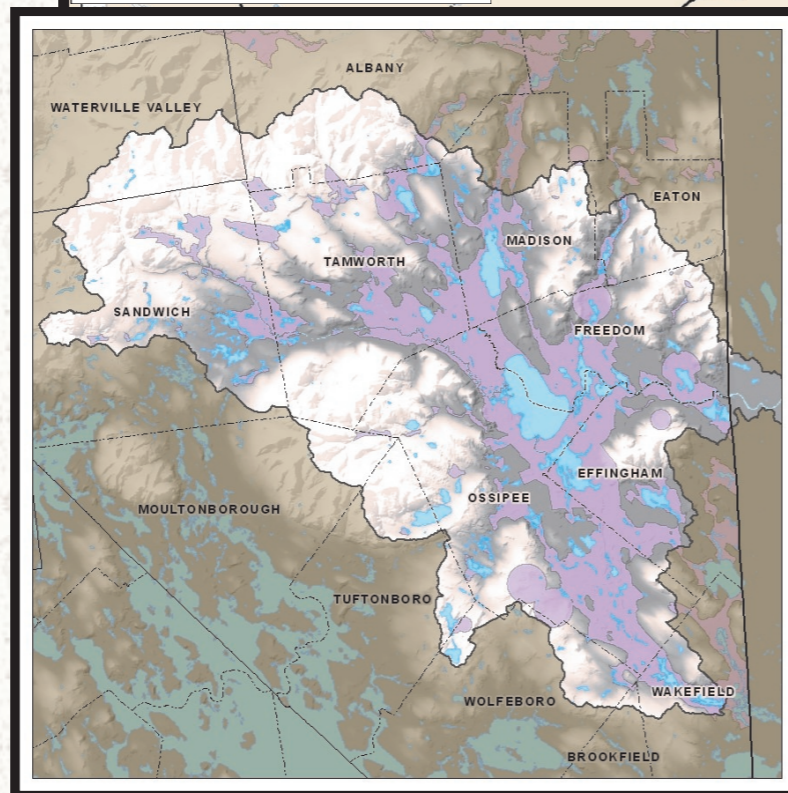 ALBANY
WATERVILLE VALLEY
EATON
MADISON
TAMWORTH
SANDWICH
FREEDOM
EFFINGHAM
OSSIPEE
MOULTONBOROUGH
TUFTONBORO
WAKEFIELD
WOLFEBORO
BROOKFIELD